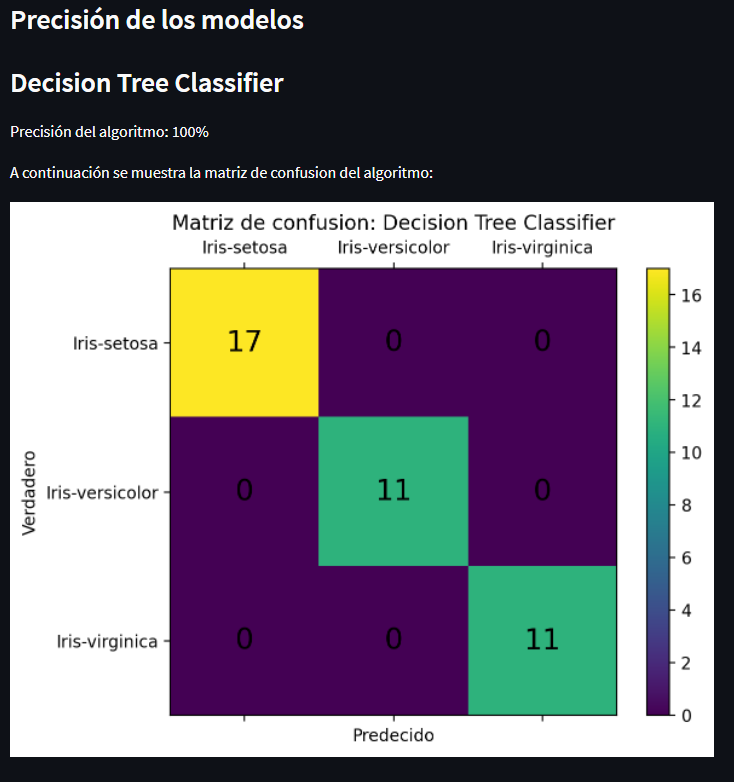 Precisión de los modelos
Decision Tree Classifier
Precisión del algoritmo: 100%
A continuación se muestra la matriz de confusion del algoritmo:
Matriz de confusion: Decision Tree Classifier
Iris-setosa Iris-versicolor Iris-virginica
Iris-setosa 17 0 0
Iris-versicolor 0 11 0
Iris-virginica 0 0 11
Verdadero
Predecido
16
14
12
10
8
6
4
2
0